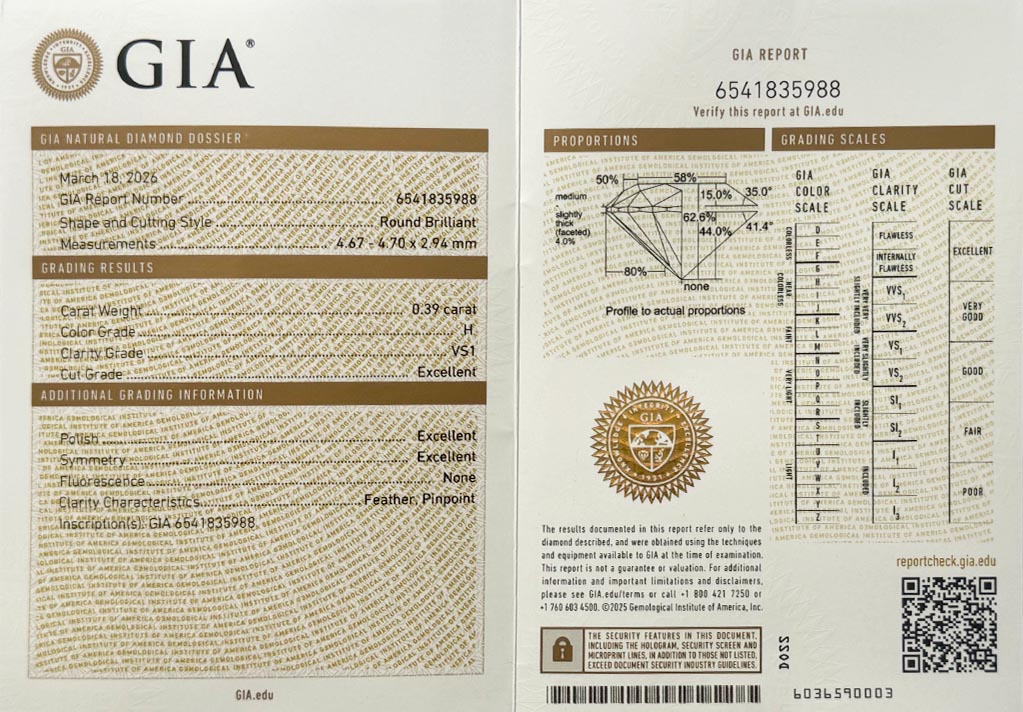 GIA®
GIA NATURAL DIAMOND DOSSIER
March 18, 2026
GIA Report Number 6541835988
Shape and Cutting Style Round Brilliant
Measurements 4.67 - 4.70 x 2.94 mm
GRADING RESULTS
Carat Weight 0.39 carat
Color Grade H
Clarity Grade VS1
Cut Grade Excellent
ADDITIONAL GRADING INFORMATION
Polish Excellent
Symmetry Excellent
Fluorescence None
Clarity Characteristics Feather, Pinpoint
Inscription(s): GIA 6541835988
GIA.edu
GIA REPORT
6541835988
Verify this report at GIA.edu
PROPORTIONS
50%
58%
medium
-
slightly
thick
(faceted)
4.0%
15.0%
35.0°
62.6%
44.0%
41.4°
80%
none
Profile to actual proportions
GIA
INTEGRITY
1931
The results documented in this report refer only to the
diamond described, and were obtained using the techniques
and equipment available to GIA at the time of examination.
This report is not a guarantee or valuation. For additional
information and important limitations and disclaimers,
please see GIA.edu/terms or call +1 800 421 7250 or
+1 760 603 4500. ©2025 Gemological Institute of America, Inc.
THE SECURITY FEATURES IN THIS DOCUMENT,
INCLUDING THE HOLOGRAM, SECURITY SCREEN AND
MICROPRINT LINES, IN ADDITION TO THOSE NOT LISTED,
EXCEED DOCUMENT SECURITY INDUSTRY GUIDELINES.
GRADING SCALES
GIA
COLOR
SCALE
COLORLESS
D
E
F
NEAR
COLORLESS
G
H
I
J
FAINT
K
L
M
VERY LIGHT
N
O
P
Q
R
LIGHT
S
T
U
V
W
X
Y
Z
GIA
CLARITY
SCALE
FLAWLESS
INTERNALLY
FLAWLESS
VERY VERY
SLIGHTLY INCLUDED
VVS1
VVS2
VERY SLIGHTLY
INCLUDED
VS1
VS2
SLIGHTLY
INCLUDED
SI1
SI2
INCLUDED
I1
I2
I3
GIA
CUT
SCALE
EXCELLENT
VERY
GOOD
GOOD
FAIR
POOR
reportcheck.gia.edu
D022
6036590003